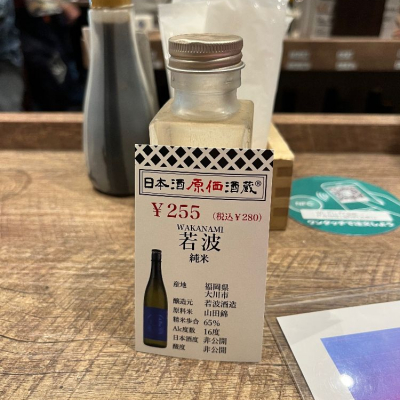 日本酒原価酒蔵®
¥255 (税込¥280)
WAKANAMI
若波
純米
産地 福岡県
大川市
醸造元 若波酒造
原料米 山田錦
精米歩合 65%
Alc度数 16度
日本酒度 非公開
酸度 非公開